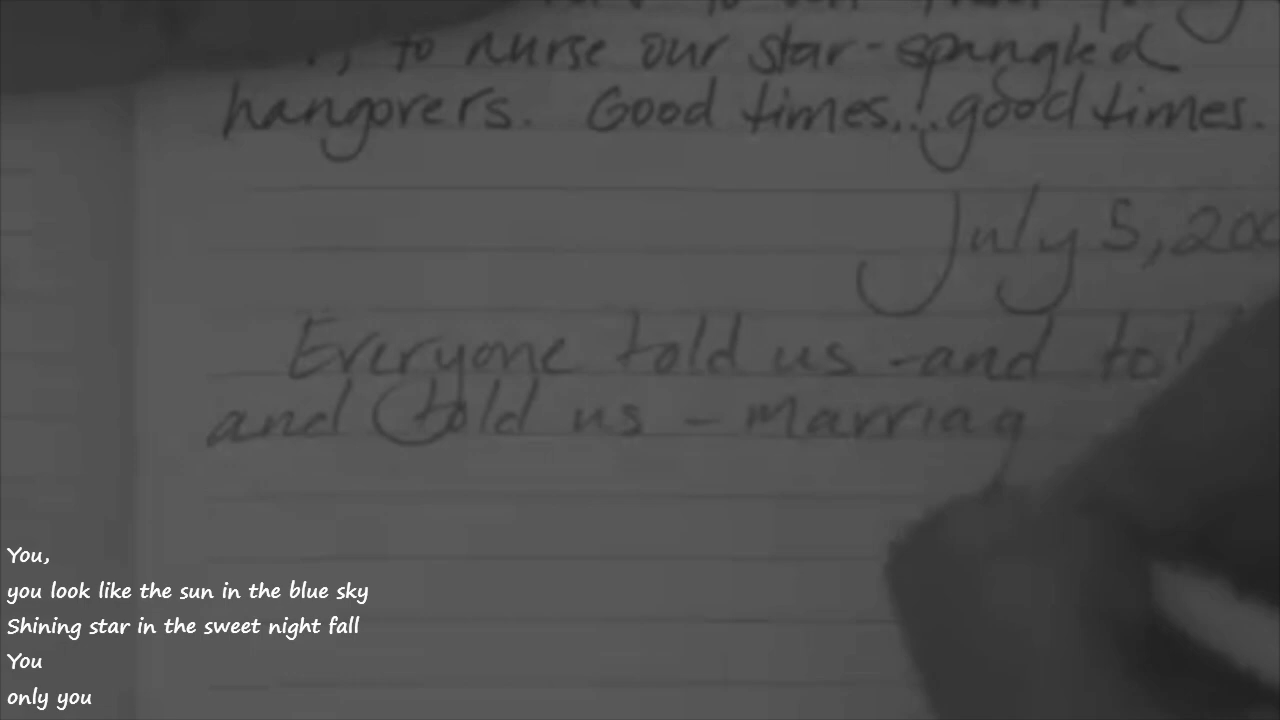 to nurse our star-spangled
hangovers. Good times... good times.
July 5, 200
Everyone told us - and tol
and told us - Marriag
You,
you look like the sun in the blue sky
Shining star in the sweet night fall
You
only you